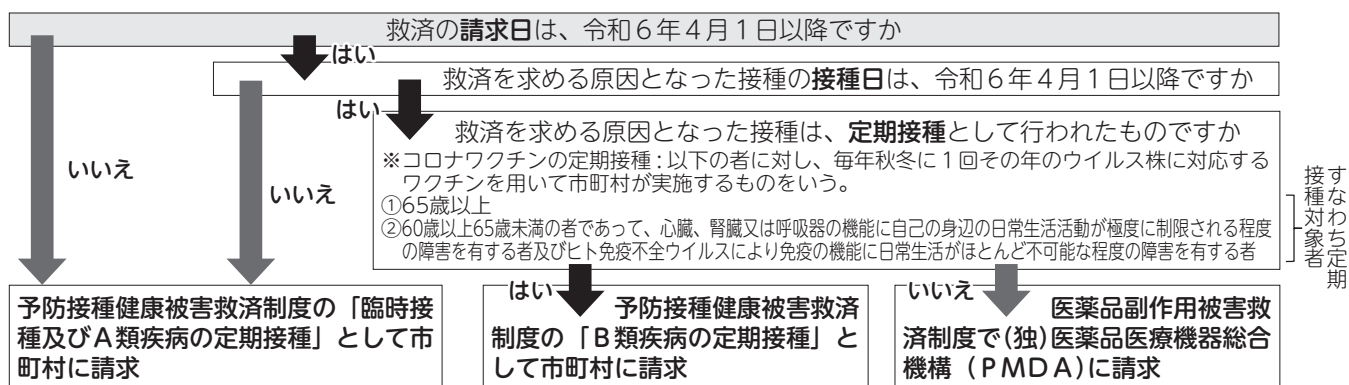 救済の請求日は、令和6年4月1日以降ですか
はい
救済を求める原因となった接種の接種日は、令和6年4月1日以降ですか
はい
救済を求める原因となった接種は、定期接種として行われたものですか
※コロナワクチンの定期接種：以下の者に対し、毎年秋冬に1回その年のウイルス株に対応する
ワクチンを用いて市町村が実施するものをいう。
①65歳以上
②60歳以上65歳未満の者であって、心臓、腎臓又は呼吸器の機能に自己の身辺の日常生活活動が極度に制限される程度
の障害を有する者及びヒト免疫不全ウイルスにより免疫の機能に日常生活がほとんど不可能な程度の障害を有する者
すなわち定期
接種対象者
いいえ
いいえ
予防接種健康被害救済制度の「臨時接
種及びA類疾病の定期接種」として市
町村に請求
はい
予防接種健康被害救済
制度の「B類疾病の定期接種」と
して市町村に請求
いいえ
医薬品副作用被害救
済制度で(独)医薬品医療機器総合
機構（PMDA)に請求